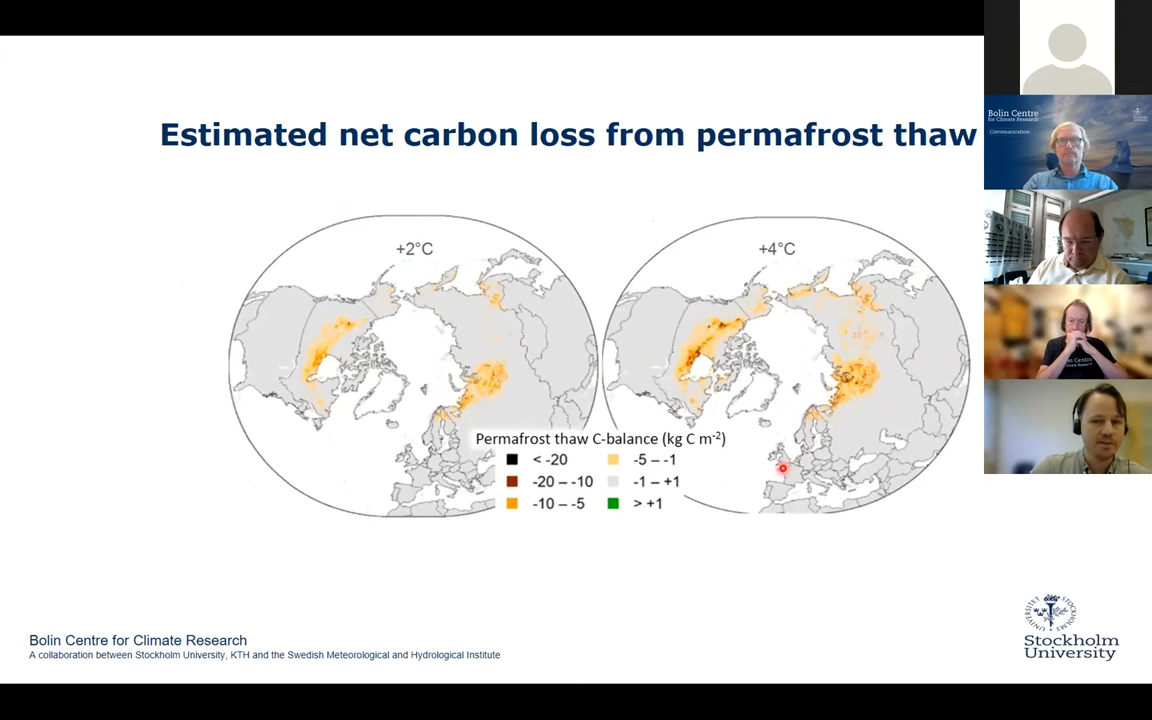 Estimated net carbon loss from permafrost thaw
+2°C
+4°C
Permafrost thaw C-balance (kg C m-2)
< -20
-5 – -1
-20 – -10
-1 – +1
-10 – -5
> +1
Bolin Centre for Climate Research
A collaboration between Stockholm University, KTH and the Swedish Meteorological and Hydrological Institute
Stockholm
University
Bolin Centre
for Climate Research
Communication